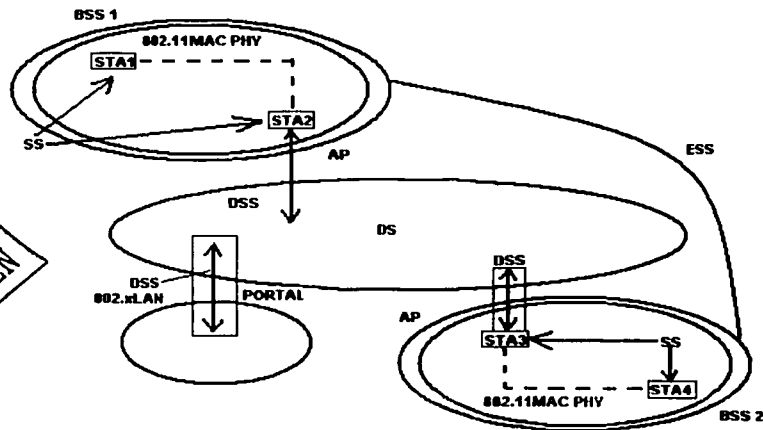 BSS 1
802.11MAC PHY
STA1
STA2
SS
AP
ESS
DSS
DS
DSS
DSS
802.xLAN
PORTAL
AP
STA3
SS
STA4
802.11MAC PHY
BSS 2